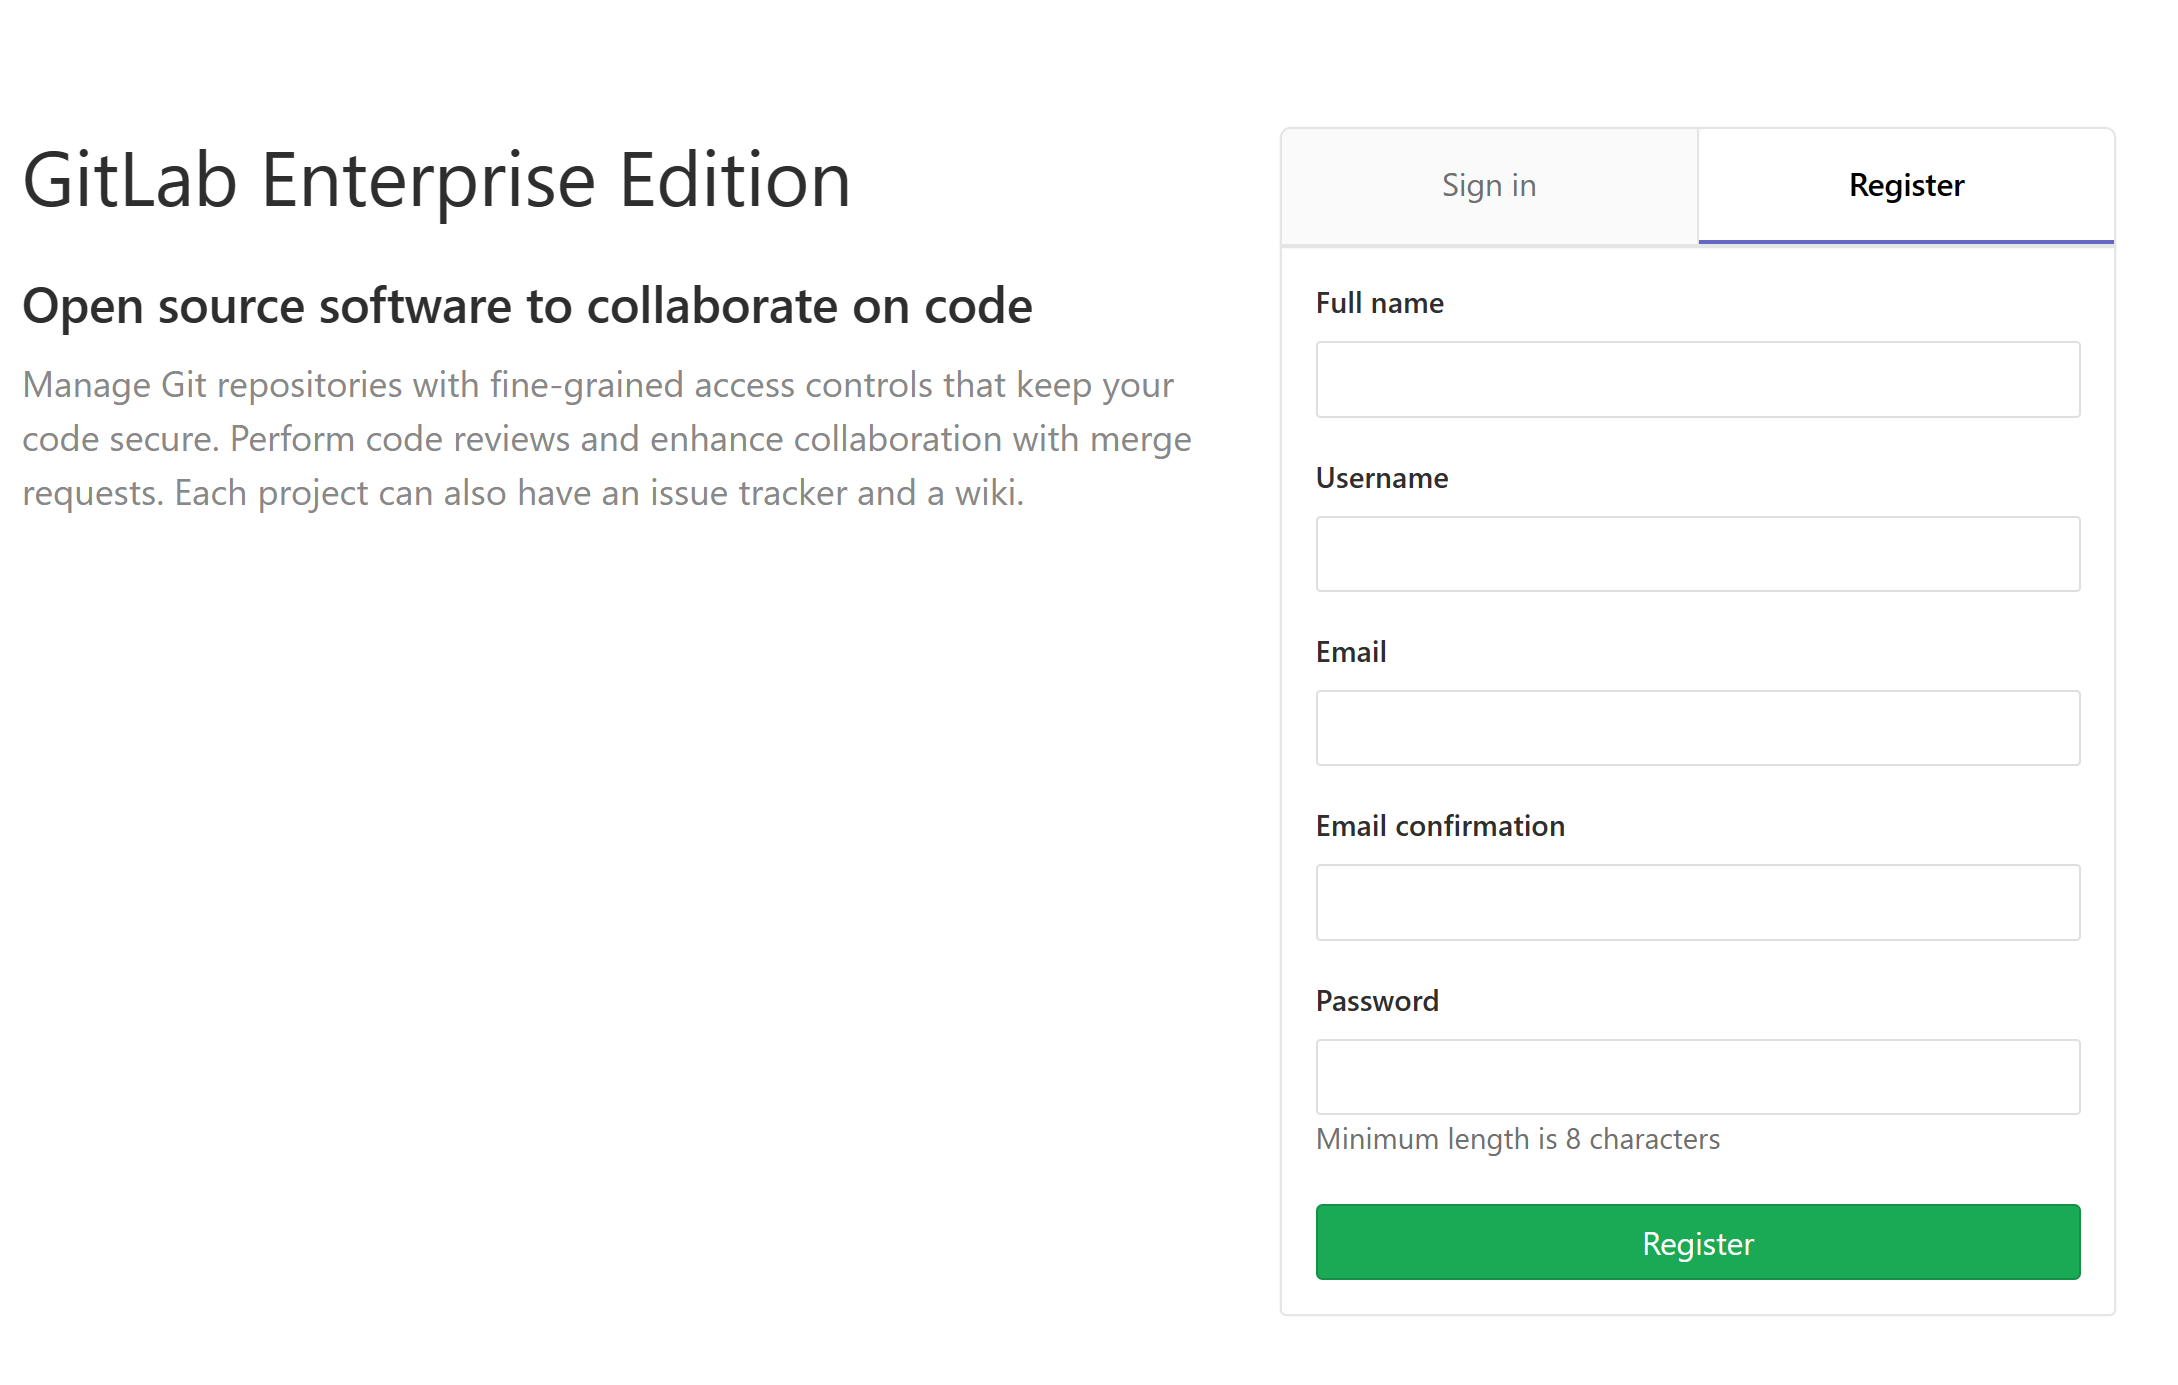 GitLab Enterprise Edition
Open source software to collaborate on code
Manage Git repositories with fine-grained access controls that keep your
code secure. Perform code reviews and enhance collaboration with merge
requests. Each project can also have an issue tracker and a wiki.
Sign in
Register
Full name
Username
Email
Email confirmation
Password
Minimum length is 8 characters
Register